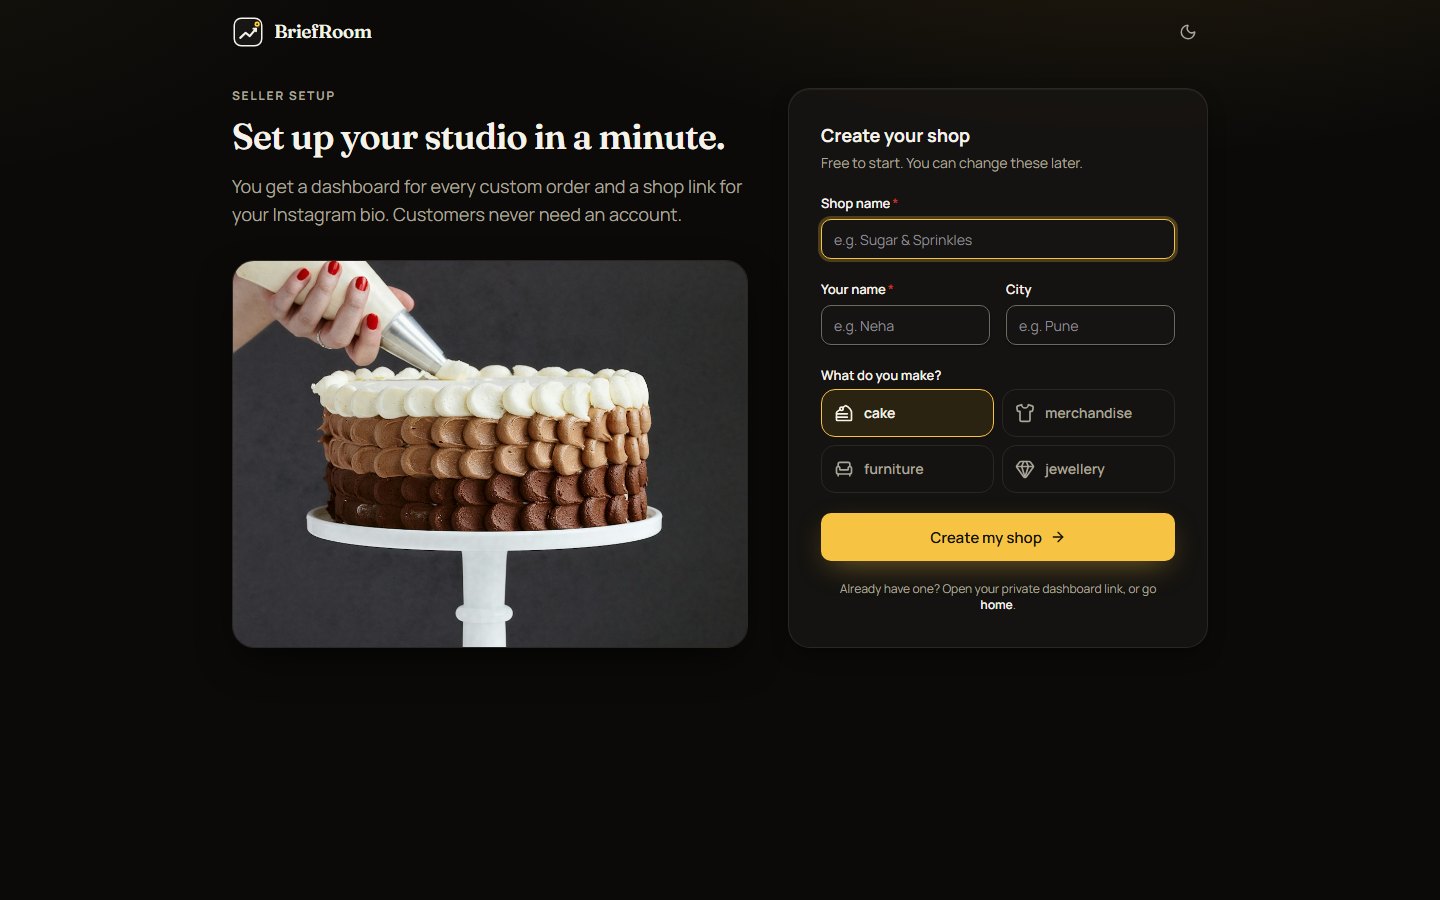 BriefRoom
SELLER SETUP
Set up your studio in a minute.
You get a dashboard for every custom order and a shop link for
your Instagram bio. Customers never need an account.
Create your shop
Free to start. You can change these later.
Shop name *
e.g. Sugar & Sprinkles
Your name * City
e.g. Neha e.g. Pune
What do you make?
cake merchandise
furniture jewellery
Create my shop →
Already have one? Open your private dashboard link, or go
home.